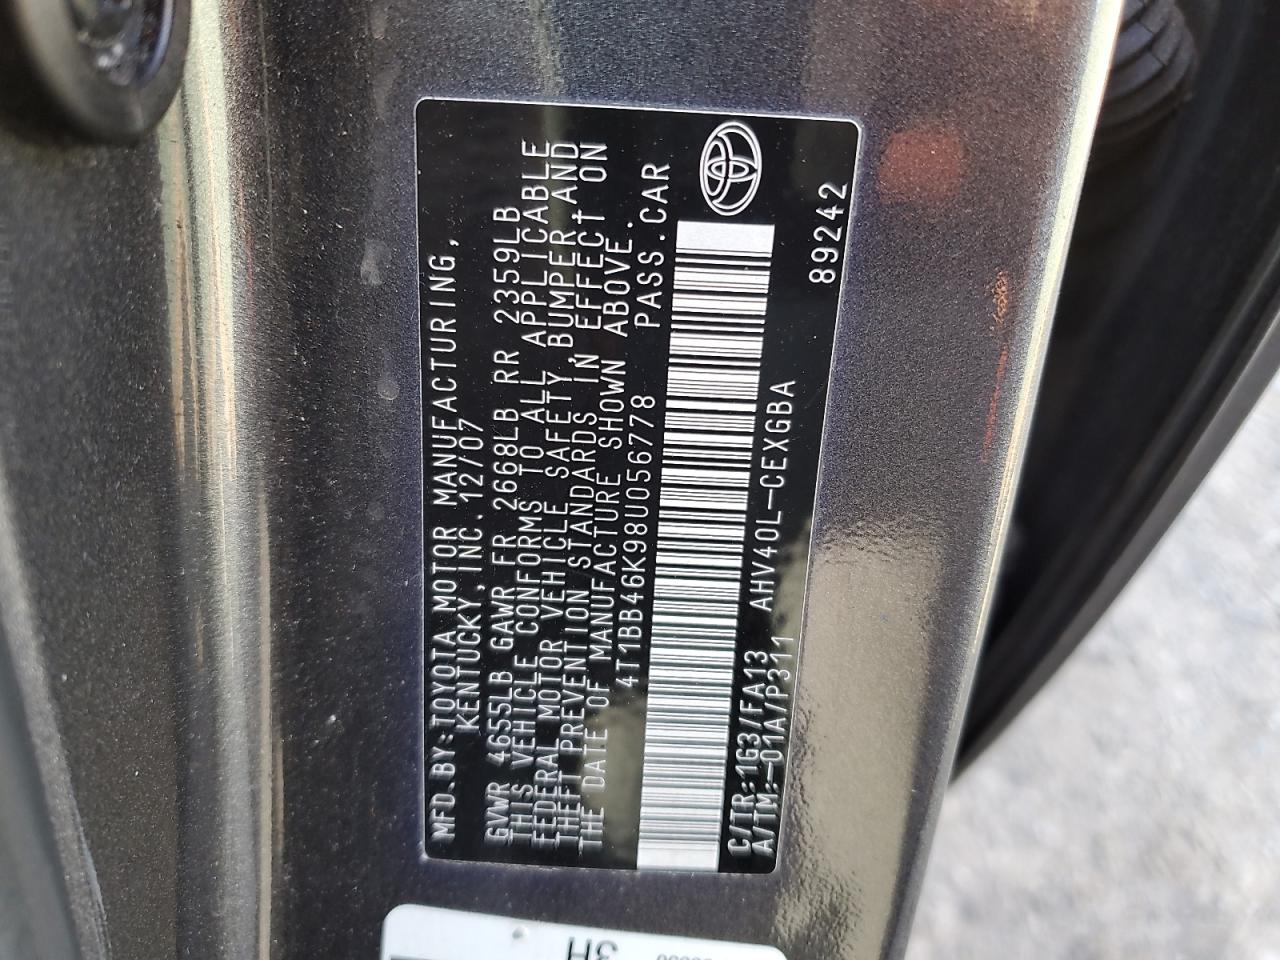 MFD.BY:TOYOTA MOTOR MANUFACTURING,
KENTUCKY, INC. 12/07
GVWR 4655LB GAWR FR 2668LB RR 2359LB
THIS VEHICLE CONFORMS TO ALL APPLICABLE
FEDERAL MOTOR VEHICLE SAFETY, BUMPER AND
THEFT PREVENTION STANDARDS IN EFFECT ON
THE DATE OF MANUFACTURE SHOWN ABOVE.
4T1BB46K98U056778 PASS.CAR
C/TR:1G3/FA13 AHV40L-CEXGBA
A/TM:-01A/P311 89242
3H